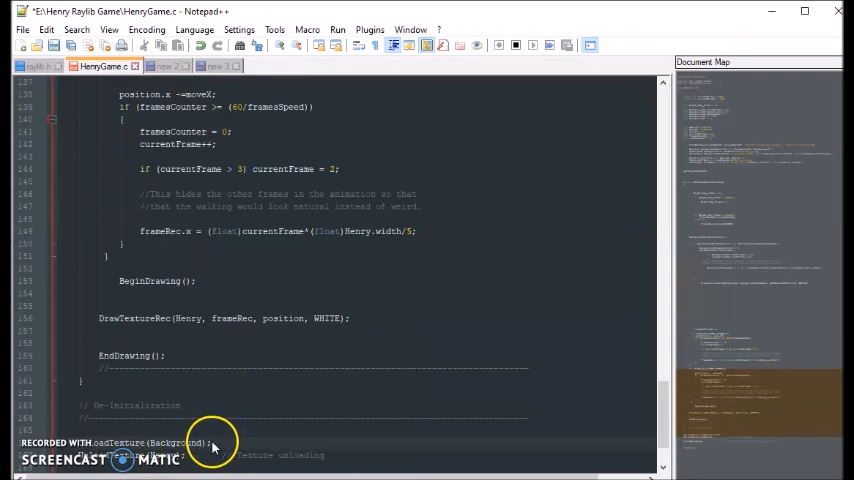 *E:\Henry Raylib Game\HenryGame.c - Notepad++
File Edit Search View Encoding Language Settings Tools Macro Run Plugins Window ?
raylib.h HenryGame.c new 2 new 3
Document Map
137
138 position.x -=moveX;
139 if (framesCounter >= (60/framesSpeed))
140 {
141 framesCounter = 0;
142 currentFrame++;
143
144 if (currentFrame > 3) currentFrame = 2;
145
146 //This hides the other frames in the animation so that
147 //that the walking would look natural instead of weird.
148
149 frameRec.x = (float)currentFrame*(float)Henry.width/5;
150 }
151 }
152
153 BeginDrawing();
154
155
156 DrawTextureRec(Henry, frameRec, position, WHITE);
157
158
159 EndDrawing();
160 //----------------------------------------------------------------------------------
161 }
162
163 // De-Initialization
164 //--------------------------------------------------------------------------------------
165
loadTexture(Background);
// Texture unloading
RECORDED WITH
SCREENCAST MATIC